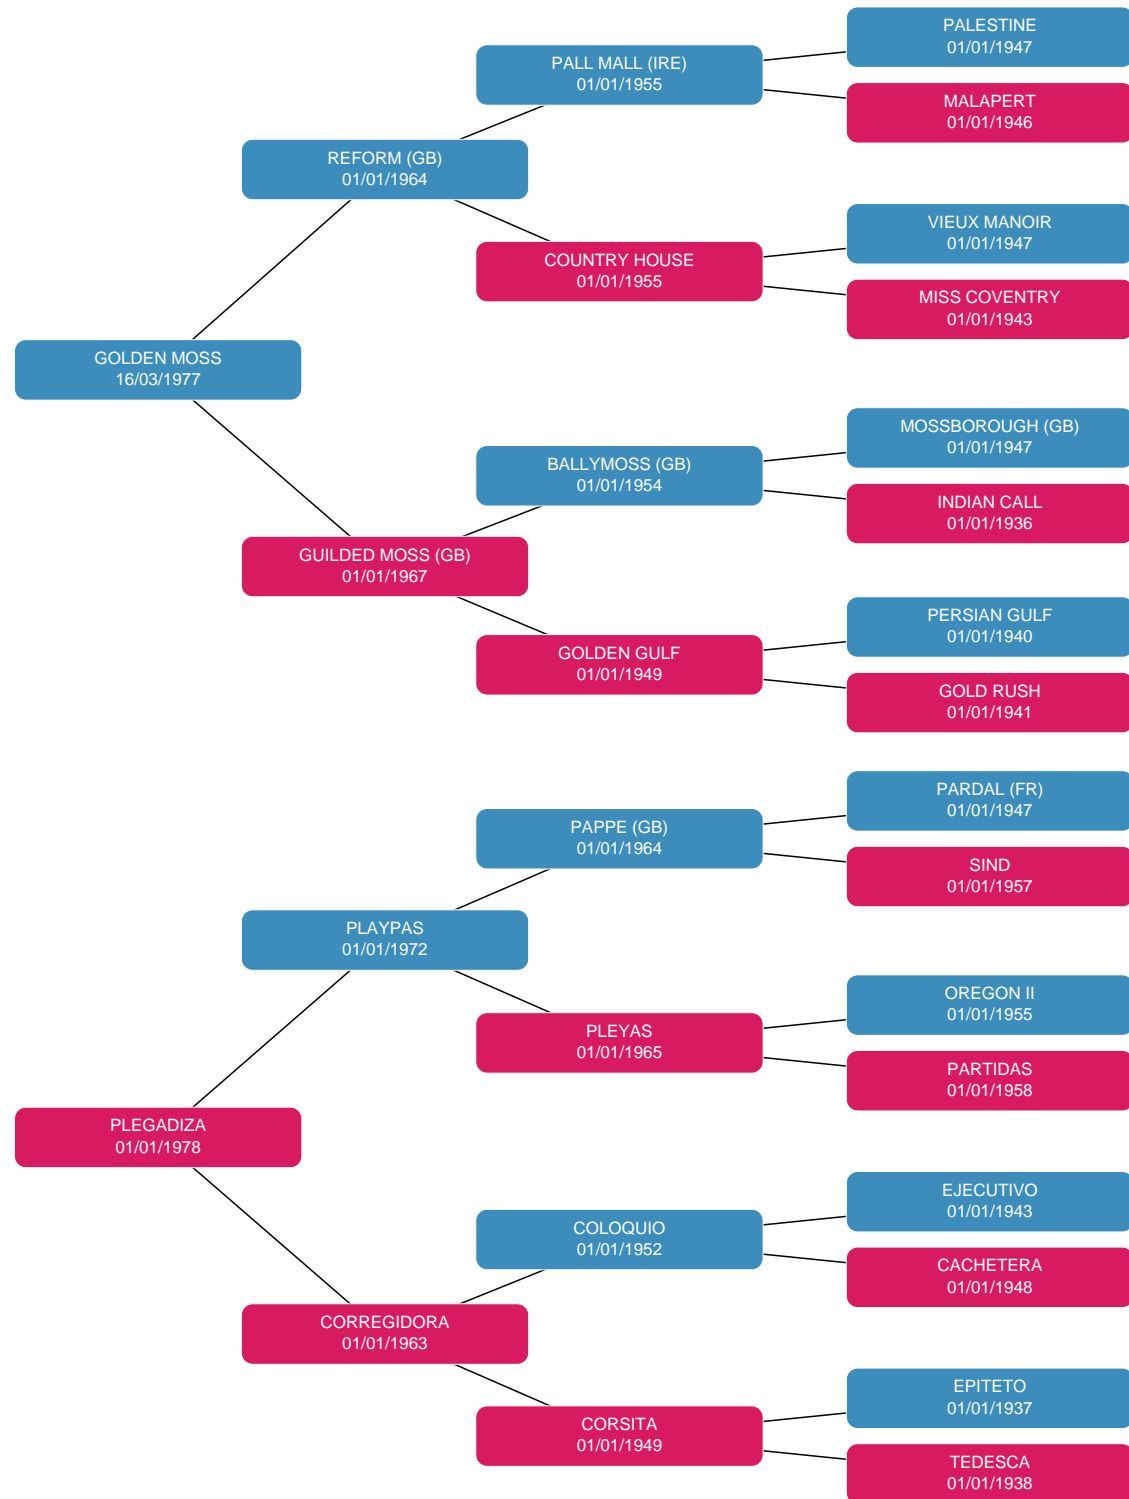 PALESTINE
01/01/1947
PALL MALL (IRE)
01/01/1955
MALAPERT
01/01/1946
REFORM (GB)
01/01/1964
VIEUX MANOIR
01/01/1947
COUNTRY HOUSE
01/01/1955
MISS COVENTRY
01/01/1943
GOLDEN MOSS
16/03/1977
MOSSBOROUGH (GB)
01/01/1947
BALLYMOSS (GB)
01/01/1954
INDIAN CALL
01/01/1936
GUILDED MOSS (GB)
01/01/1967
PERSIAN GULF
01/01/1940
GOLDEN GULF
01/01/1949
GOLD RUSH
01/01/1941
PARDAL (FR)
01/01/1947
PAPPE (GB)
01/01/1964
SIND
01/01/1957
PLAYPAS
01/01/1972
OREGON II
01/01/1955
PLEYAS
01/01/1965
PARTIDAS
01/01/1958
PLEGADIZA
01/01/1978
EJECUTIVO
01/01/1943
COLOQUIO
01/01/1952
CACHETERA
01/01/1948
CORREGIDORA
01/01/1963
EPITETO
01/01/1937
CORSITA
01/01/1949
TEDESCA
01/01/1938